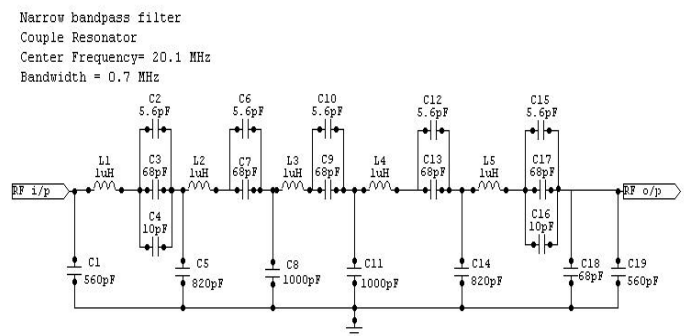 Narrow bandpass filter
Couple Resonator
Center Frequency= 20.1 MHz
Bandwidth = 0.7 MHz
C2
5.6pF
C6
5.6pF
C10
5.6pF
C12
5.6pF
C15
5.6pF
L1
1uH
C3
68pF
L2
1uH
C7
68pF
L3
1uH
C9
68pF
L4
1uH
C13
68pF
L5
1uH
C17
68pF
RF i/p
RF o/p
C4
10pF
C16
10pF
C1
560pF
C5
820pF
C8
1000pF
C11
1000pF
C14
820pF
C18
68pF
C19
560pF